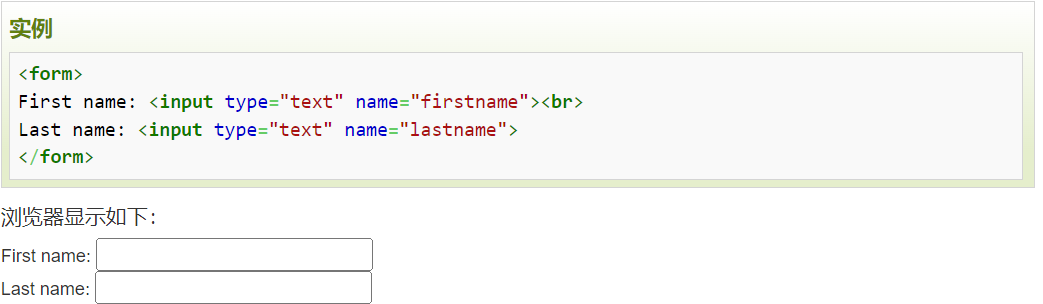 实例
<form>
First name: <input type="text" name="firstname"><br>
Last name: <input type="text" name="lastname">
</form>
浏览器显示如下：
First name:
Last name: